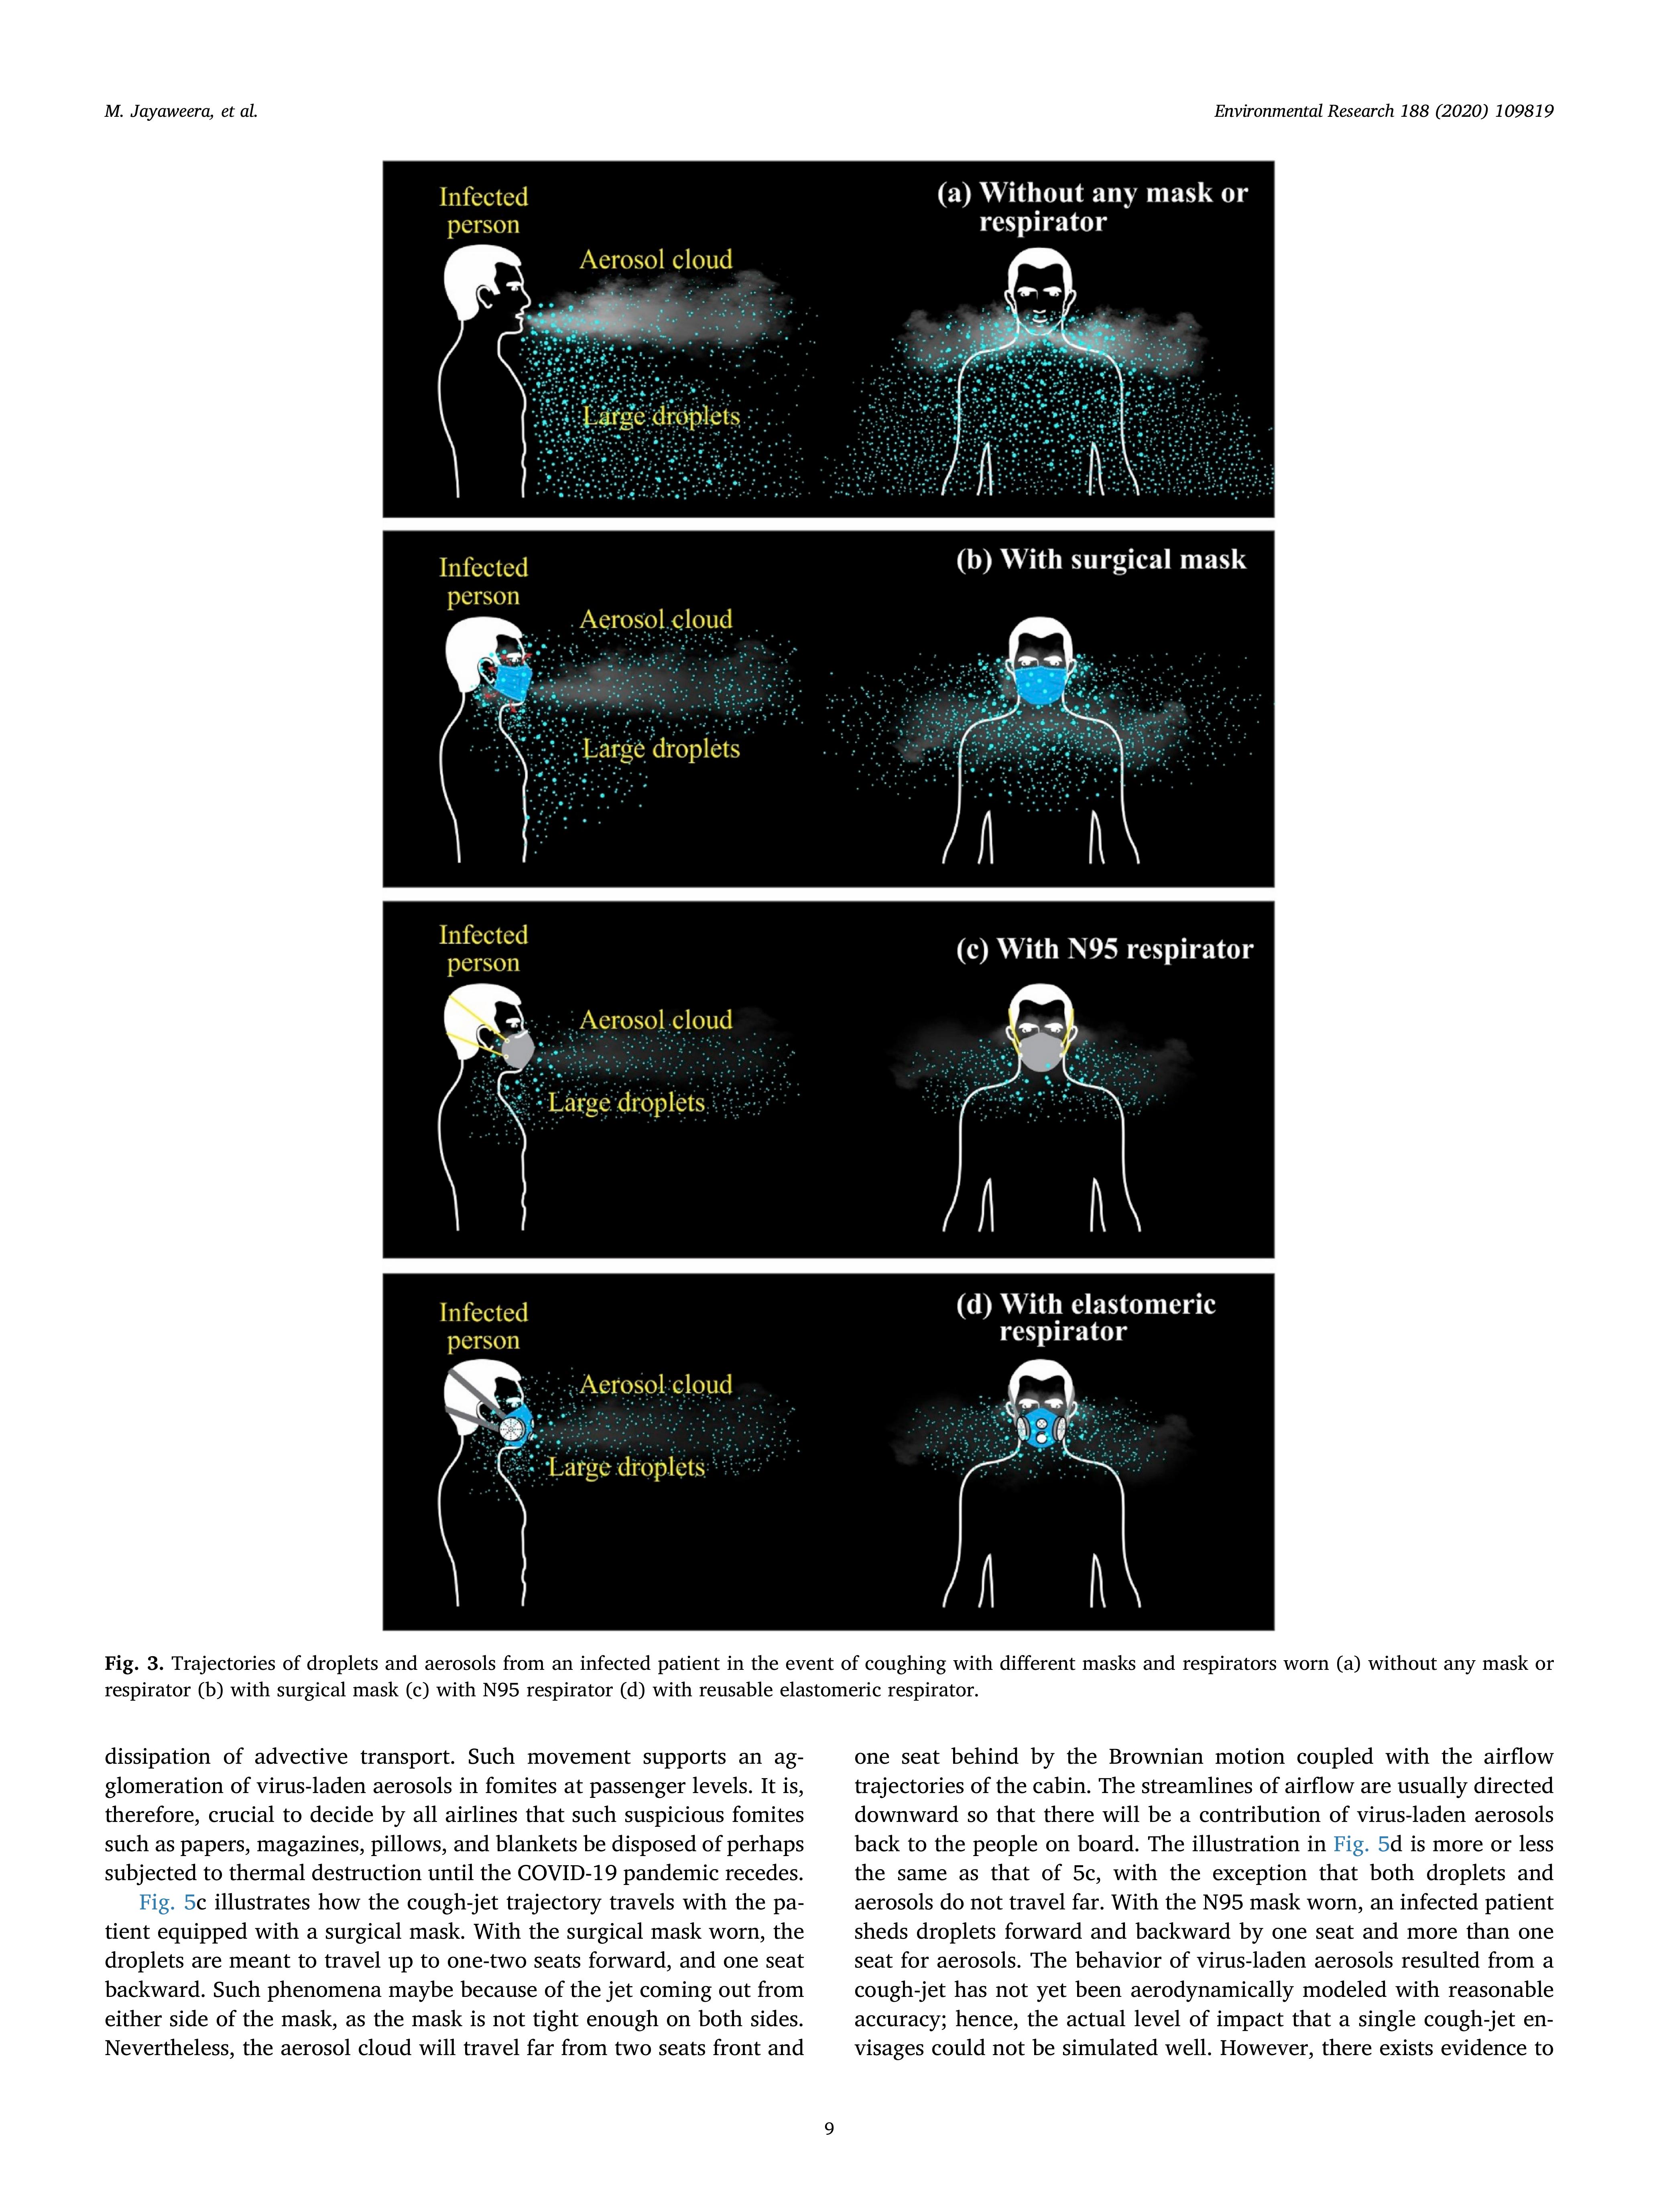 M. Jayaweera, et al.
Environmental Research 188 (2020) 109819
Infected
person
Aerosol cloud
Large droplets
(a) Without any mask or
respirator
Infected
person
Aerosol cloud
Large droplets
(b) With surgical mask
Infected
person
Aerosol cloud
Large droplets
(c) With N95 respirator
Infected
person
Aerosol cloud
Large droplets
(d) With elastomeric
respirator
Fig. 3. Trajectories of droplets and aerosols from an infected patient in the event of coughing with different masks and respirators worn (a) without any mask or
respirator (b) with surgical mask (c) with N95 respirator (d) with reusable elastomeric respirator.
dissipation of advective transport. Such movement supports an ag-
glomeration of virus-laden aerosols in fomites at passenger levels. It is,
therefore, crucial to decide by all airlines that such suspicious fomites
such as papers, magazines, pillows, and blankets be disposed of perhaps
subjected to thermal destruction until the COVID-19 pandemic recedes.
Fig. 5c illustrates how the cough-jet trajectory travels with the pa-
tient equipped with a surgical mask. With the surgical mask worn, the
droplets are meant to travel up to one-two seats forward, and one seat
backward. Such phenomena maybe because of the jet coming out from
either side of the mask, as the mask is not tight enough on both sides.
Nevertheless, the aerosol cloud will travel far from two seats front and
one seat behind by the Brownian motion coupled with the airflow
trajectories of the cabin. The streamlines of airflow are usually directed
downward so that there will be a contribution of virus-laden aerosols
back to the people on board. The illustration in Fig. 5d is more or less
the same as that of 5c, with the exception that both droplets and
aerosols do not travel far. With the N95 mask worn, an infected patient
sheds droplets forward and backward by one seat and more than one
seat for aerosols. The behavior of virus-laden aerosols resulted from a
cough-jet has not yet been aerodynamically modeled with reasonable
accuracy; hence, the actual level of impact that a single cough-jet en-
visages could not be simulated well. However, there exists evidence to
9